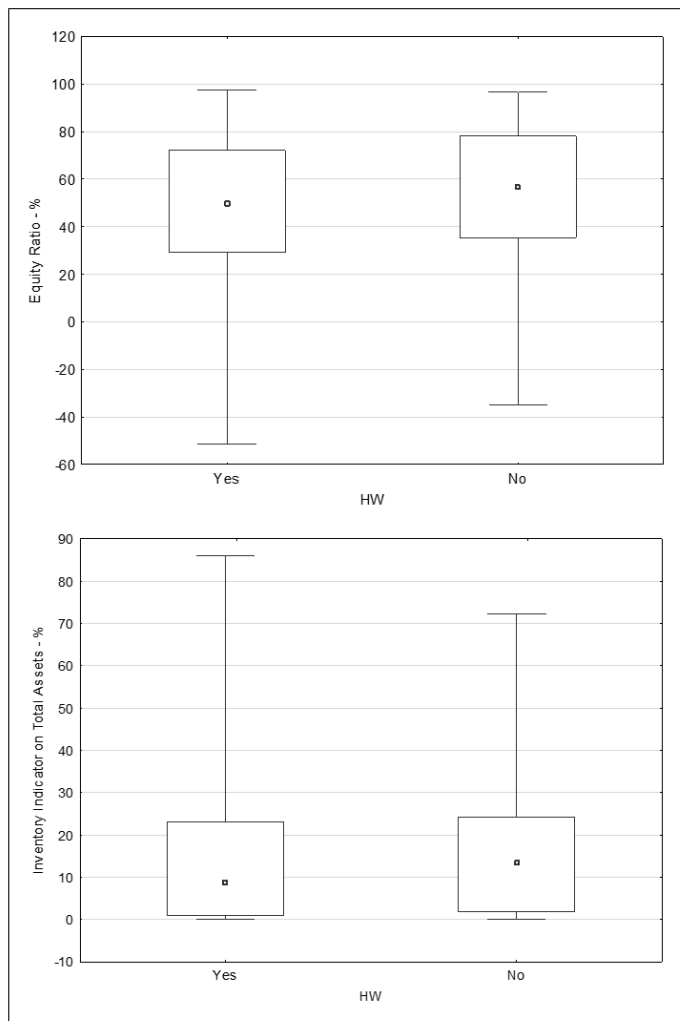 Equity Ratio - %
120
100
80
60
40
20
0
-20
-40
-60
Yes
No
HW
Inventory Indicator on Total Assets - %
90
80
70
60
50
40
30
20
10
0
-10
Yes
No
HW